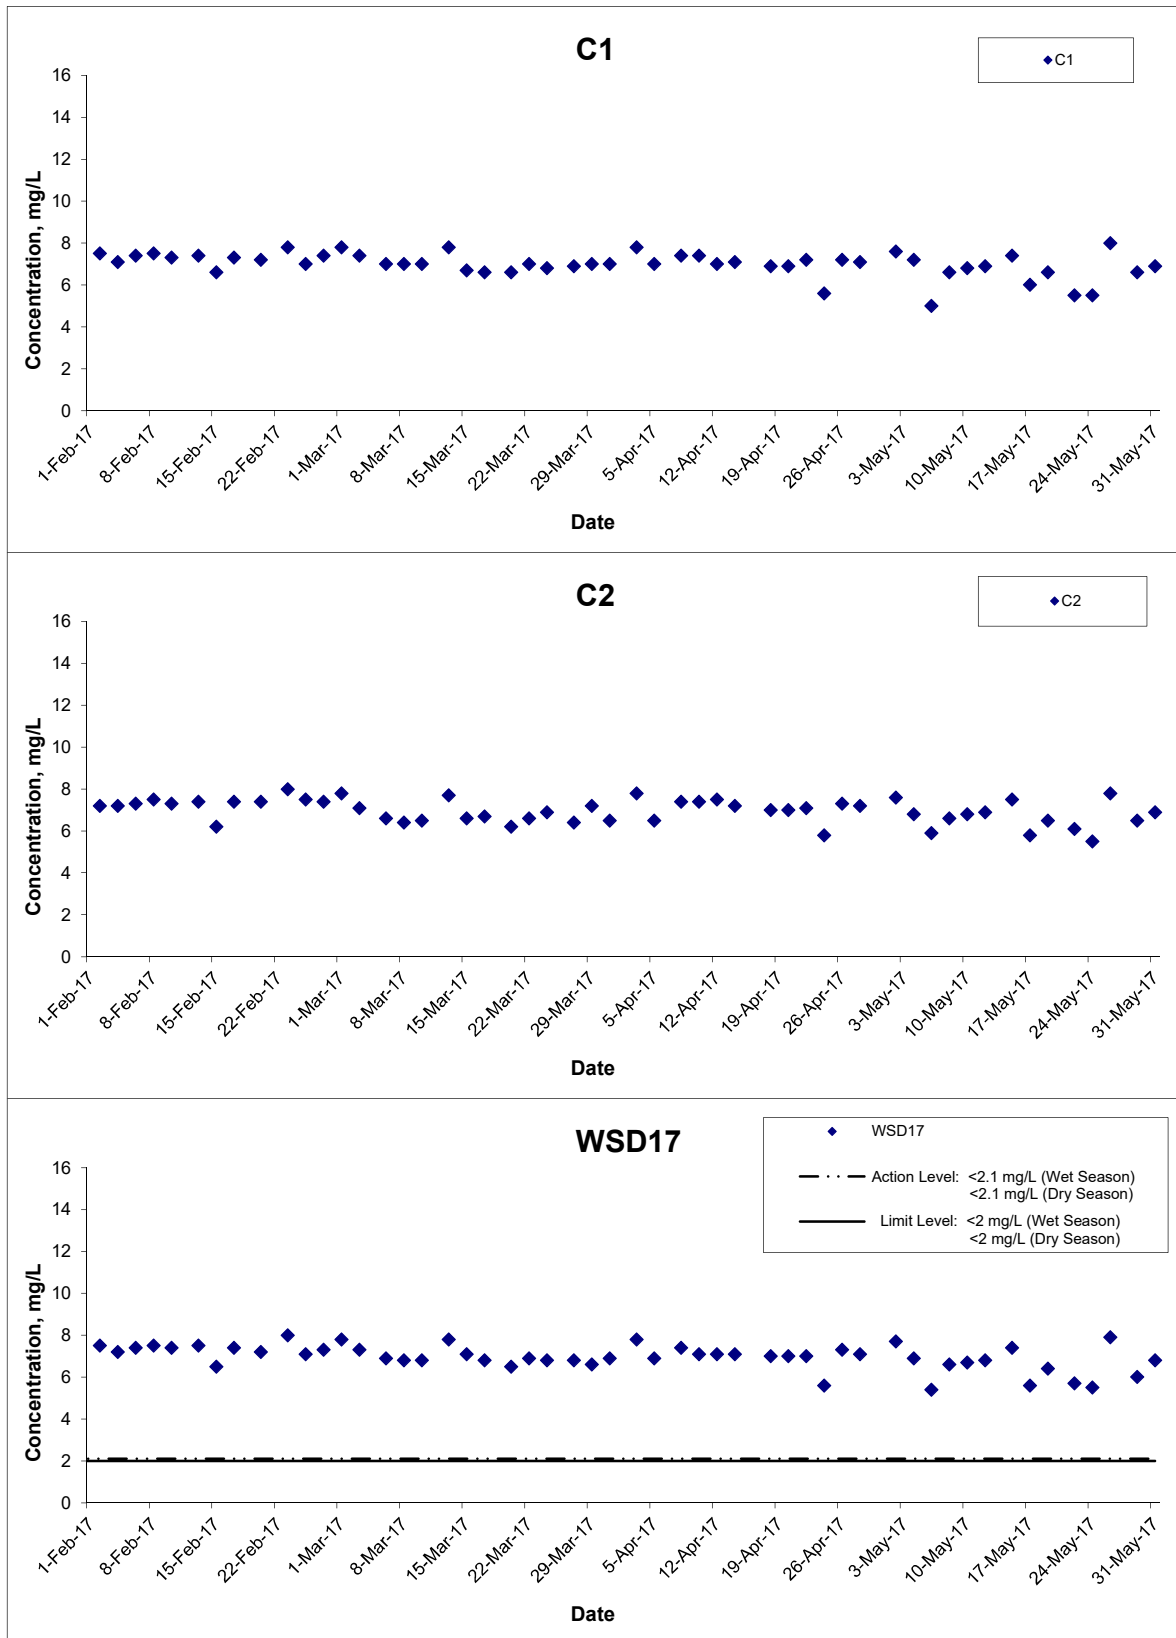 C1
C1
16
14
12
10
8
6
4
2
0
Concentration, mg/L
1-Feb-17
8-Feb-17
15-Feb-17
22-Feb-17
1-Mar-17
8-Mar-17
15-Mar-17
22-Mar-17
29-Mar-17
5-Apr-17
12-Apr-17
19-Apr-17
26-Apr-17
3-May-17
10-May-17
17-May-17
24-May-17
31-May-17
Date
C2
C2
16
14
12
10
8
6
4
2
0
Concentration, mg/L
1-Feb-17
8-Feb-17
15-Feb-17
22-Feb-17
1-Mar-17
8-Mar-17
15-Mar-17
22-Mar-17
29-Mar-17
5-Apr-17
12-Apr-17
19-Apr-17
26-Apr-17
3-May-17
10-May-17
17-May-17
24-May-17
31-May-17
Date
WSD17
WSD17
Action Level: <2.1 mg/L (Wet Season)
<2.1 mg/L (Dry Season)
Limit Level: <2 mg/L (Wet Season)
<2 mg/L (Dry Season)
16
14
12
10
8
6
4
2
0
Concentration, mg/L
1-Feb-17
8-Feb-17
15-Feb-17
22-Feb-17
1-Mar-17
8-Mar-17
15-Mar-17
22-Mar-17
29-Mar-17
5-Apr-17
12-Apr-17
19-Apr-17
26-Apr-17
3-May-17
10-May-17
17-May-17
24-May-17
31-May-17
Date